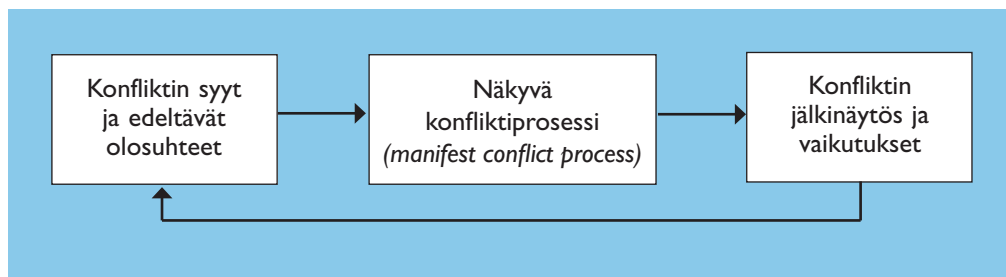 Konfliktin syyt
ja edeltävät
olosuhteet
Näkyvä
konfliktiprosessi
(manifest conflict process)
Konfliktin
jälkinäytös ja
vaikutukset